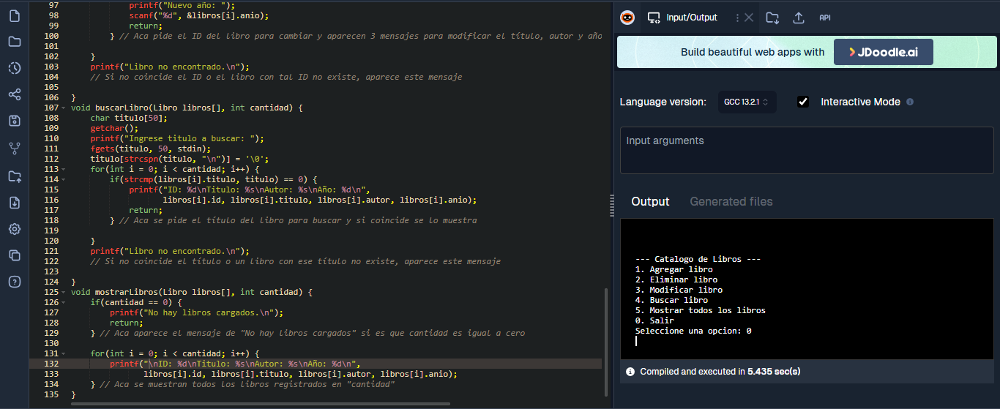 97 printf("Nuevo año: ");
98 scanf("%d", &libros[i].anio);
99 return;
100 } // Aca pide el ID del libro para cambiar y aparecen 3 mensajes para modificar el título, autor y año
101
102 }
103 printf("Libro no encontrado.\n");
104 // Si no coincide el ID o el libro con tal ID no existe, aparece este mensaje
105
106 }
107 void buscarLibro(Libro libros[], int cantidad) {
108 char titulo[50];
109 getchar();
110 printf("Ingrese titulo a buscar: ");
111 fgets(titulo, 50, stdin);
112 titulo[strcspn(titulo, "\n")] = '\0';
113 for(int i = 0; i < cantidad; i++) {
114 if(strcmp(libros[i].titulo, titulo) == 0) {
115 printf("ID: %d\nTitulo: %s\nAutor: %s\nAño: %d\n",
116 libros[i].id, libros[i].titulo, libros[i].autor, libros[i].anio);
117 return;
118 } // Aca se pide el título del libro para buscar y si coincide se lo muestra
119
120 }
121 printf("Libro no encontrado.\n");
122 // Si no coincide el título o un libro con ese título no existe, aparece este mensaje
123
124 }
125 void mostrarLibros(Libro libros[], int cantidad) {
126 if(cantidad == 0) {
127 printf("No hay libros cargados.\n");
128 return;
129 } // Aca aparece el mensaje de "No hay libros cargados" si es que cantidad es igual a cero
130
131 for(int i = 0; i < cantidad; i++) {
132 printf("\nID: %d\nTitulo: %s\nAutor: %s\nAño: %d\n",
133 libros[i].id, libros[i].titulo, libros[i].autor, libros[i].anio);
134 } // Aca se muestran todos los libros registrados en "cantidad"
135 }
Input/Output
API
Build beautiful web apps with JDoodle.ai
Language version: GCC 13.2.1 Interactive Mode
Input arguments
Output Generated files
--- Catalogo de Libros ---
1. Agregar libro
2. Eliminar libro
3. Modificar libro
4. Buscar libro
5. Mostrar todos los libros
0. Salir
Seleccione una opcion: 0
Compiled and executed in 5.435 sec(s)